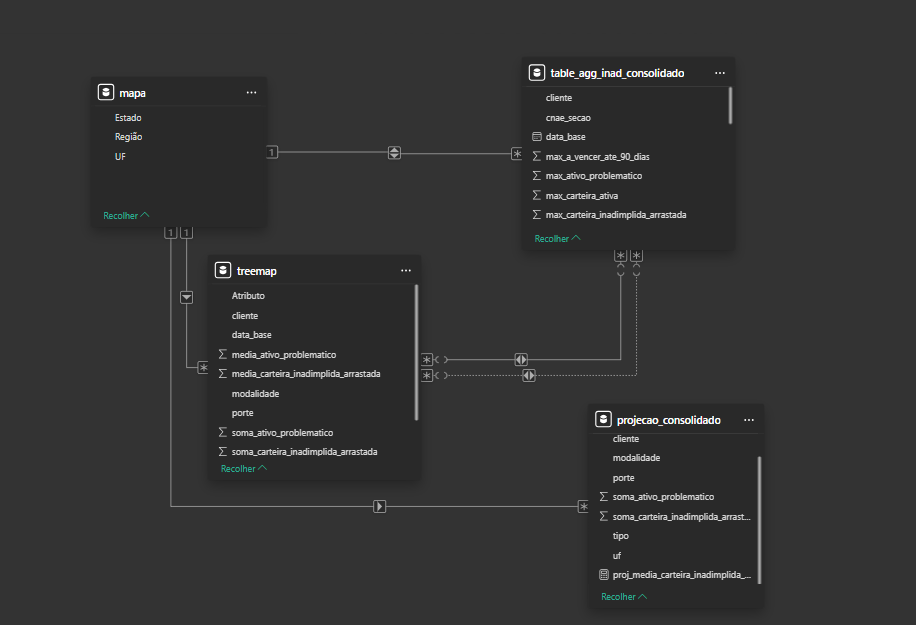 mapa
Estado
Região
UF
Recolher
1
1
1
table_agg_inad_consolidado
cliente
cnae_secao
data_base
max_a_vencer_ate_90_dias
max_ativo_problematico
max_carteira_ativa
max_carteira_inadimplida_arrastada
Recolher
treemap
Atributo
cliente
data_base
media_ativo_problematico
media_carteira_inadimplida_arrastada
modalidade
porte
soma_ativo_problematico
soma_carteira_inadimplida_arrastada
Recolher
projecao_consolidado
cliente
modalidade
porte
soma_ativo_problematico
soma_carteira_inadimplida_arrast...
tipo
uf
proj_media_carteira_inadimplida_...
Recolher